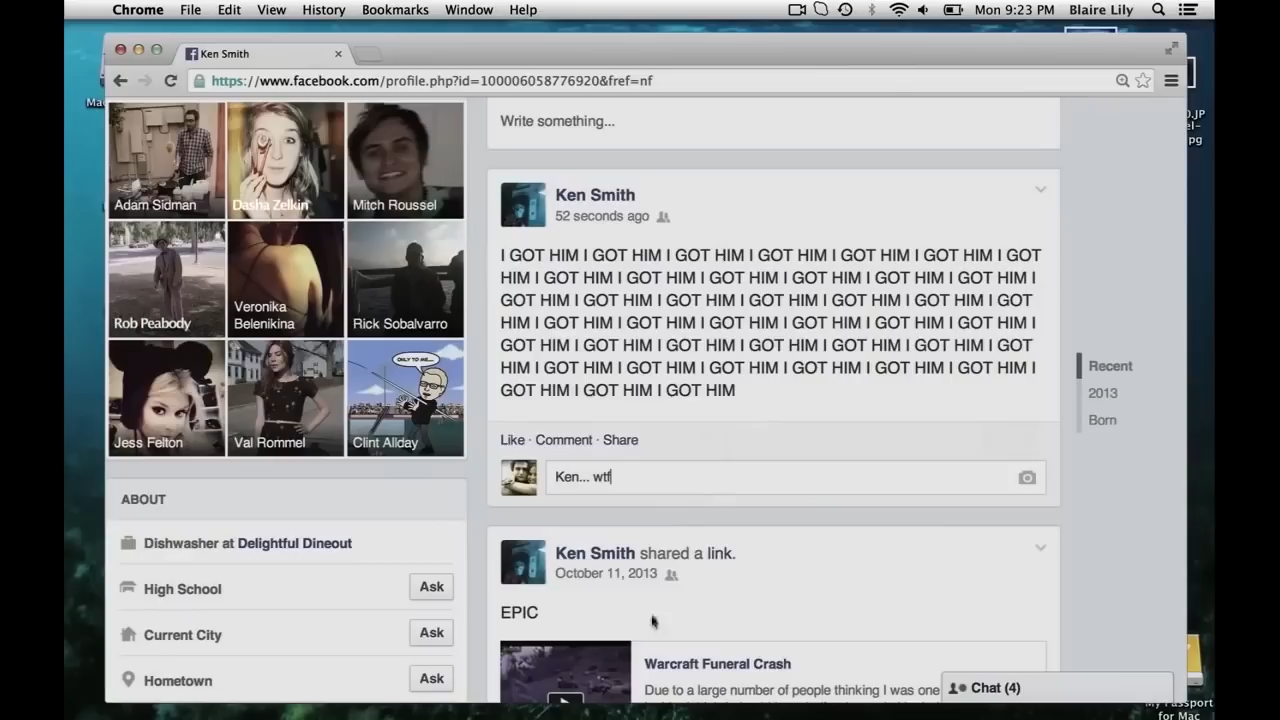 Chrome File Edit View History Bookmarks Window Help Mon 9:23 PM Blaire Lily
Ken Smith
https://www.facebook.com/profile.php?id=100006058776920&fref=nf
Adam Sidman
Dasha Zelkin
Mitch Roussel
Rob Peabody
Veronika
Belenikina
Rick Sobalvarro
ONLY TO ME...
Jess Felton
Val Rommel
Clint Allday
ABOUT
Dishwasher at Delightful Dineout
High School Ask
Current City Ask
Hometown Ask
Write something...
Ken Smith
52 seconds ago
I GOT HIM I GOT HIM I GOT HIM I GOT HIM I GOT HIM I GOT HIM I GOT
HIM I GOT HIM I GOT HIM I GOT HIM I GOT HIM I GOT HIM I GOT HIM I
GOT HIM I GOT HIM I GOT HIM I GOT HIM I GOT HIM I GOT HIM I GOT
HIM I GOT HIM I GOT HIM I GOT HIM I GOT HIM I GOT HIM I GOT HIM I
GOT HIM I GOT HIM I GOT HIM I GOT HIM I GOT HIM I GOT HIM I GOT
HIM I GOT HIM I GOT HIM I GOT HIM I GOT HIM I GOT HIM I GOT HIM I
GOT HIM I GOT HIM I GOT HIM
Like · Comment · Share
Ken... wtf
Ken Smith shared a link.
October 11, 2013
EPIC
Warcraft Funeral Crash
Due to a large number of people thinking I was one
Recent
2013
Born
Chat (4)
My Passport
for Mac